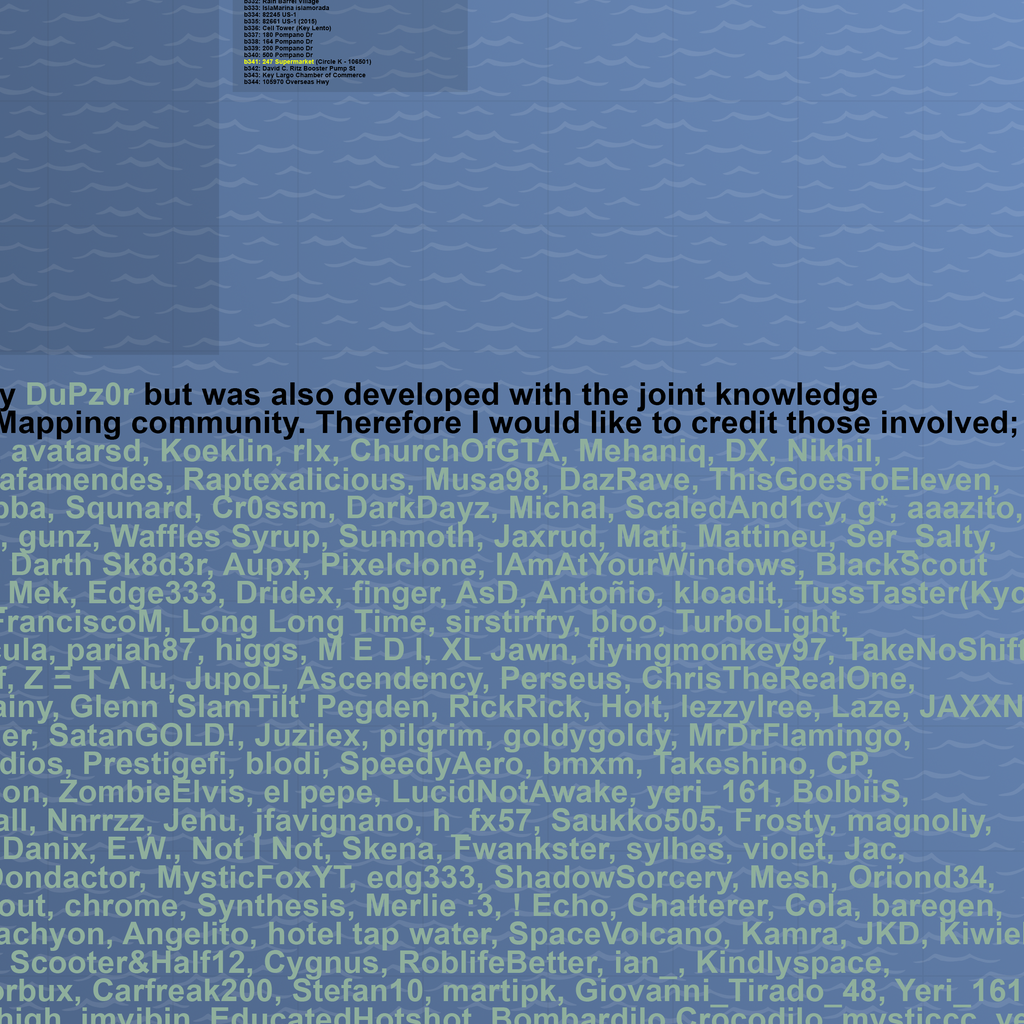 b332: Rain Barrel Village
b333: IslaMarina Islamorada
b334: 82245 US-1
b335: 82661 US-1 (2015)
b336: Cell Tower (Key Lento)
b337: 180 Pompano Dr
b338: 164 Pompano Dr
b339: 200 Pompano Dr
b340: 500 Pompano Dr
b341: 247 Supermarket (Circle K - 106501)
b342: David C. Ritz Booster Pump St
b343: Key Largo Chamber of Commerce
b344: 105970 Overseas Hwy
y DuPz0r but was also developed with the joint knowledge
Mapping community. Therefore I would like to credit those involved;
avatarsd, Koeklin, rlx, ChurchOfGTA, Mehaniq, DX, Nikhil,
afamendes, Raptexalicious, Musa98, DazRave, ThisGoesToEleven,
bba, Squnard, Cr0ssm, DarkDayz, Michal, ScaledAnd1cy, g*, aaazito,
, gunz, Waffles Syrup, Sunmoth, Jaxrud, Mati, Mattineu, Ser_Salty,
Darth Sk8d3r, Aupx, Pixelclone, IAmAtYourWindows, BlackScout
_Mek, Edge333, Dridex, finger, AsD, Antoñio, kloadit, TussTaster(Kyo
FranciscoM, Long Long Time, sirstirfry, bloo, TurboLight,
cula, pariah87, higgs, M E D I, XL Jawn, flyingmonkey97, TakeNoShift
f, Z Ξ T Λ lu, JupoL, Ascendency, Perseus, ChrisTheRealOne,
ainy, Glenn 'SlamTilt' Pegden, RickRick, Holt, lezzylree, Laze, JAXXN
er, SatanGOLD!, Juzilex, pilgrim, goldygoldy, MrDrFlamingo,
dios, Prestigefi, blodi, SpeedyAero, bmxm, Takeshino, CP,
on, ZombieElvis, el pepe, LucidNotAwake, yeri_161, BolbiiS,
all, Nnrrzz, Jehu, jfavignano, h_fx57, Saukko505, Frosty, magnoliy,
Danix, E.W., Not I Not, Skena, Fwankster, sylhes, violet, Jac,
Dondactor, MysticFoxYT, edg333, ShadowSorcery, Mesh, Oriond34,
out, chrome, Synthesis, Merlie :3, ! Echo, Chatterer, Cola, baregen,
achyon, Angelito, hotel tap water, SpaceVolcano, Kamra, JKD, Kiwie
Scooter&Half12, Cygnus, RoblifeBetter, ian_, Kindlyspace,
orbux, Carfreak200, Stefan10, martipk, Giovanni_Tirado_48, Yeri_161
high, imvibin, EducatedHotshot, Bombardilo Crocodilo, mysticcc, ve